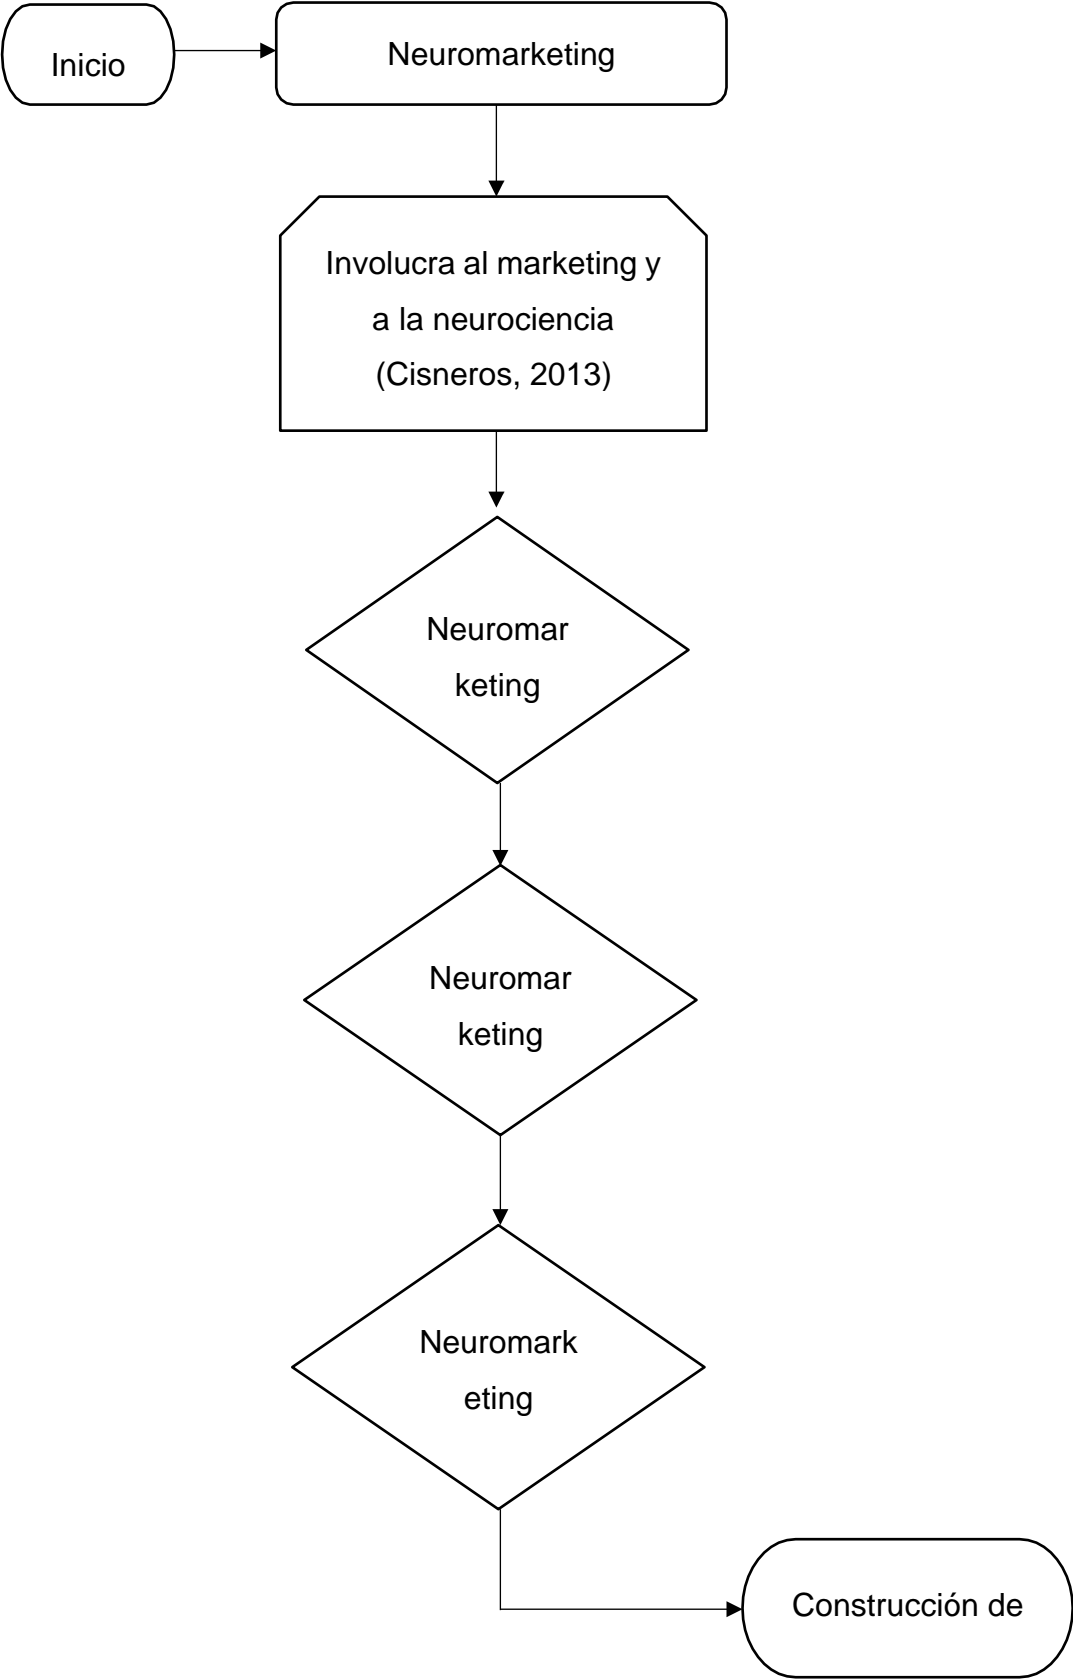 Inicio
Neuromarketing
Involucra al marketing y
a la neurociencia
(Cisneros, 2013)
Neuromar
keting
Neuromar
keting
Neuromark
eting
Construcción de